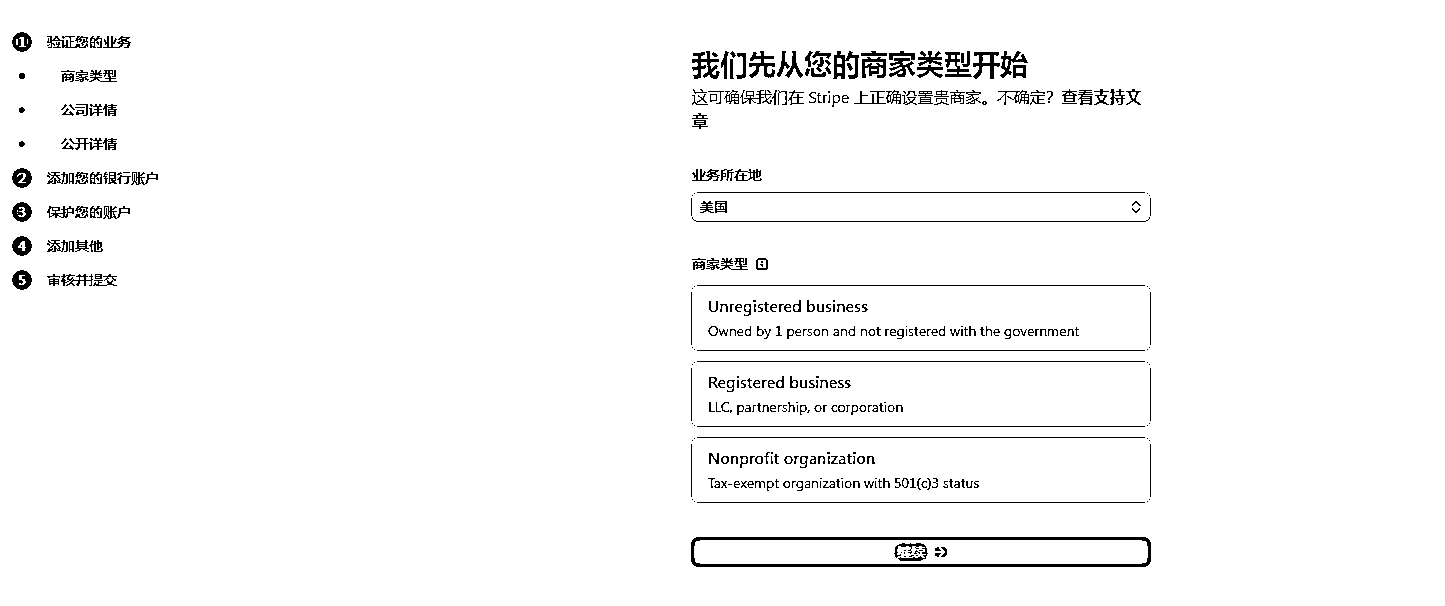 1 验证您的业务
• 商家类型
• 公司详情
• 公开详情
2 添加您的银行账户
3 保护您的账户
4 添加其他
5 审核并提交
我们先从您的商家类型开始
这可确保我们在 Stripe 上正确设置贵商家。不确定？查看支持文
章
业务所在地
美国
商家类型
Unregistered business
Owned by 1 person and not registered with the government
Registered business
LLC, partnership, or corporation
Nonprofit organization
Tax-exempt organization with 501(c)3 status
继续